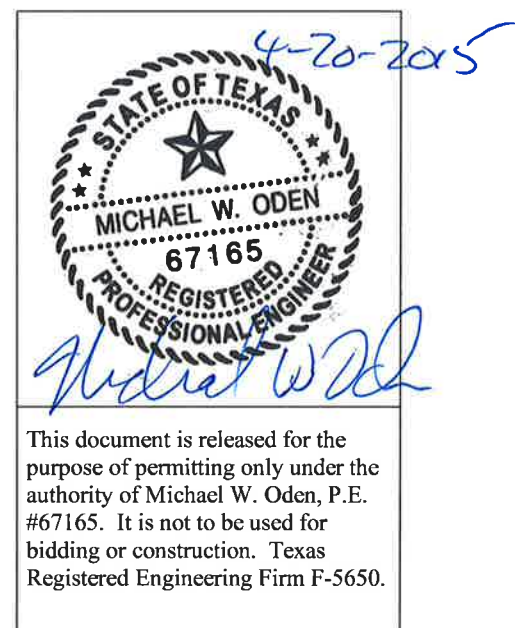 4-20-2015
STATE OF TEXAS
MICHAEL W. ODEN
67165
REGISTERED
PROFESSIONAL ENGINEER
Michael W Oden
This document is released for the
purpose of permitting only under the
authority of Michael W. Oden, P.E.
#67165. It is not to be used for
bidding or construction. Texas
Registered Engineering Firm F-5650.